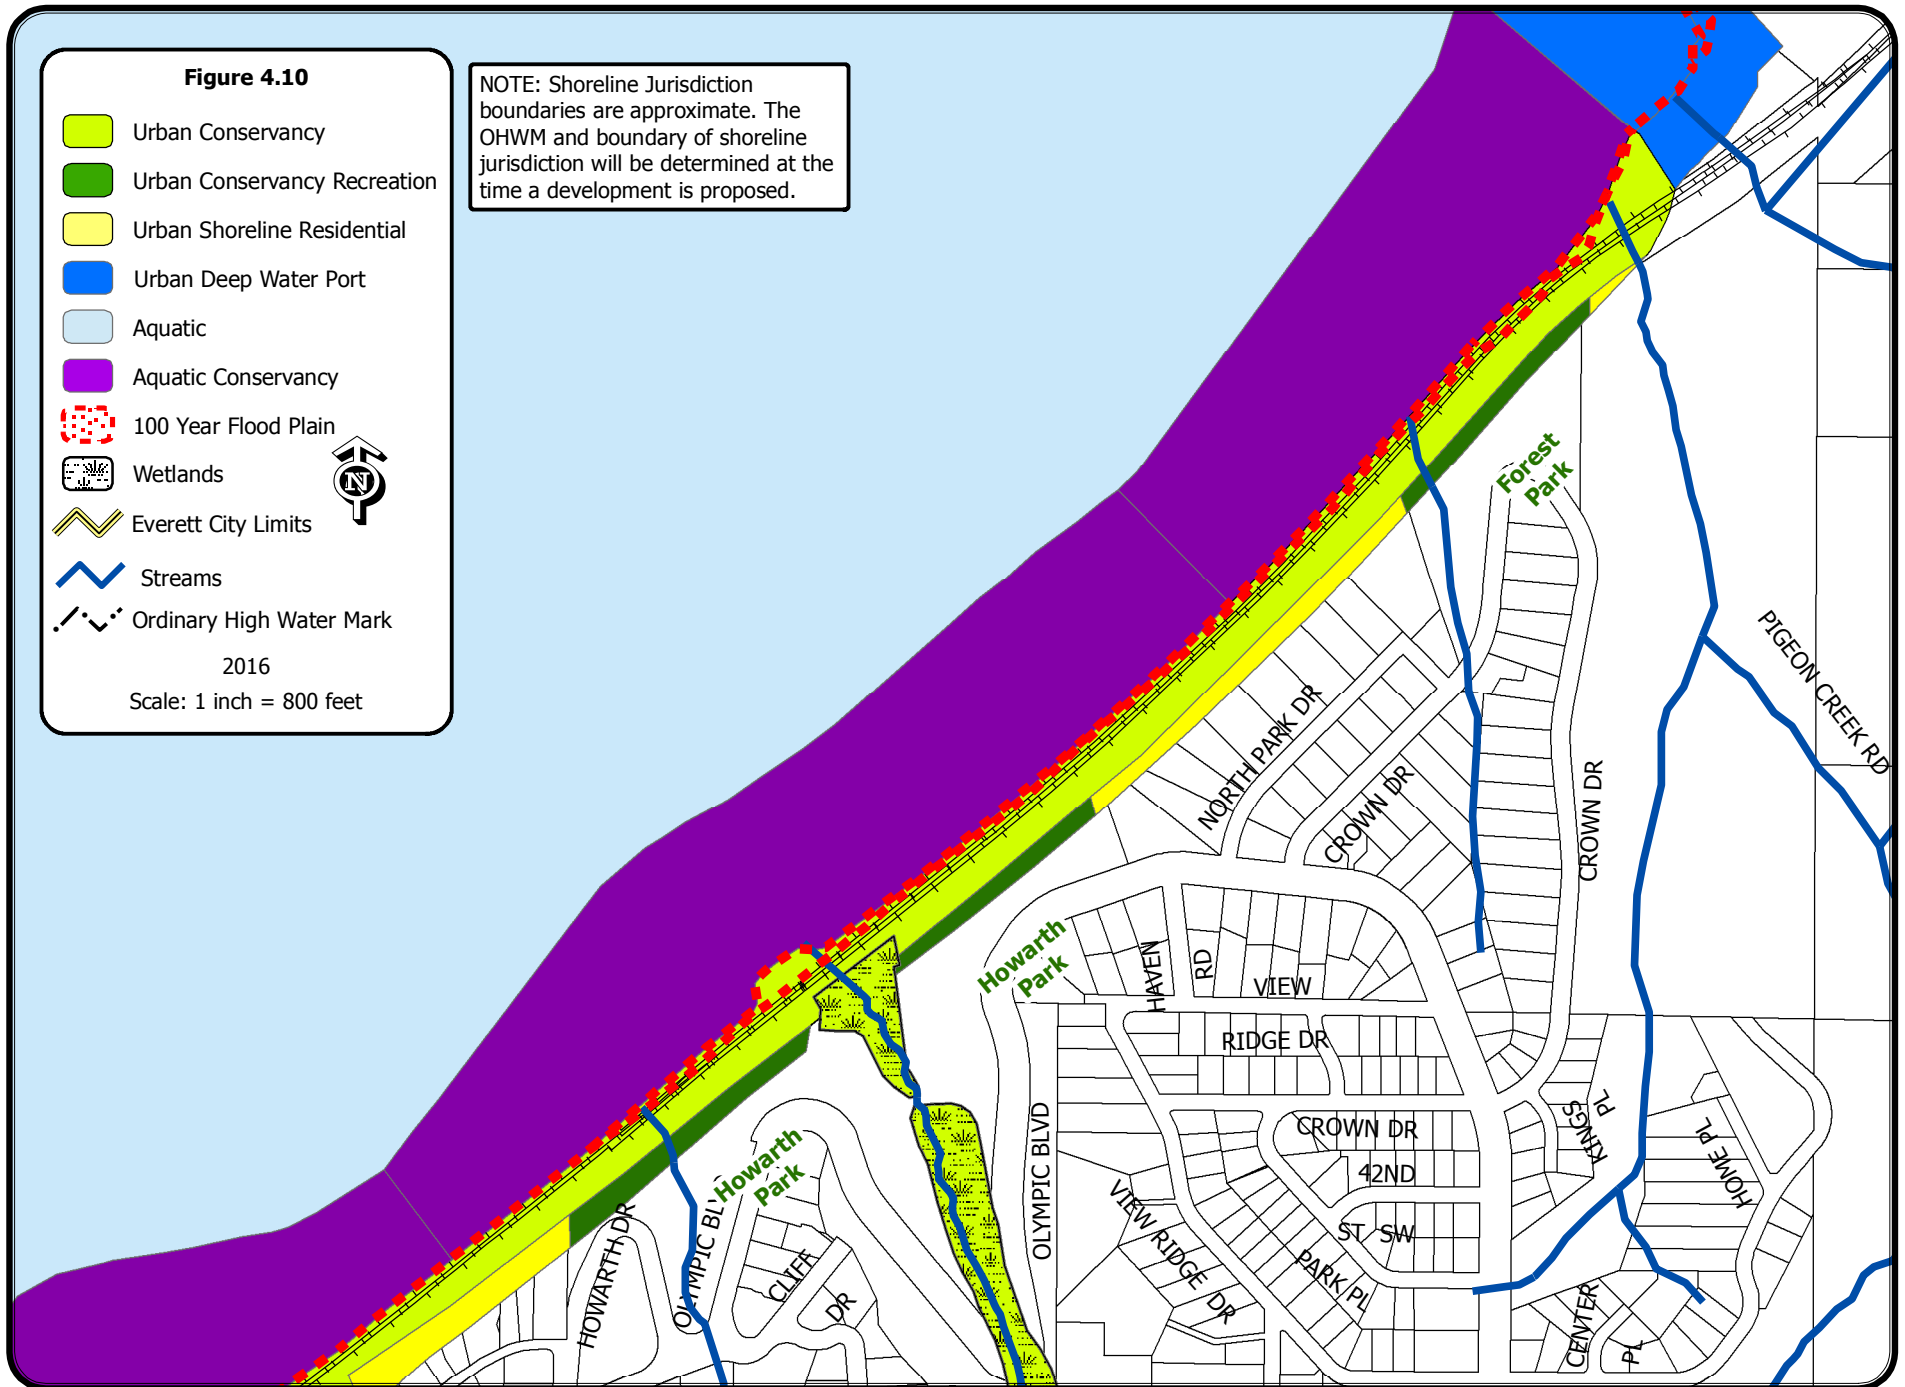 Figure 4.10
Urban Conservancy
Urban Conservancy Recreation
Urban Shoreline Residential
Urban Deep Water Port
Aquatic
Aquatic Conservancy
100 Year Flood Plain
Wetlands
N
Everett City Limits
Streams
Ordinary High Water Mark
2016
Scale: 1 inch = 800 feet
NOTE: Shoreline Jurisdiction
boundaries are approximate. The
OHWM and boundary of shoreline
jurisdiction will be determined at the
time a development is proposed.
Forest
Park
PIGEON CREEK RD
NORTH PARK DR
CROWN DR
CROWN DR
Howarth
Park
HAVEN
RD
VIEW
RIDGE DR
CROWN DR
42ND
ST SW
KINGS
PL
HOME PL
OLYMPIC BLVD
VIEW RIDGE DR
PARK PL
CENTER
PL
Howarth
Park
HOWARTH DR
OLYMPIC BLV
CLIFF
DR